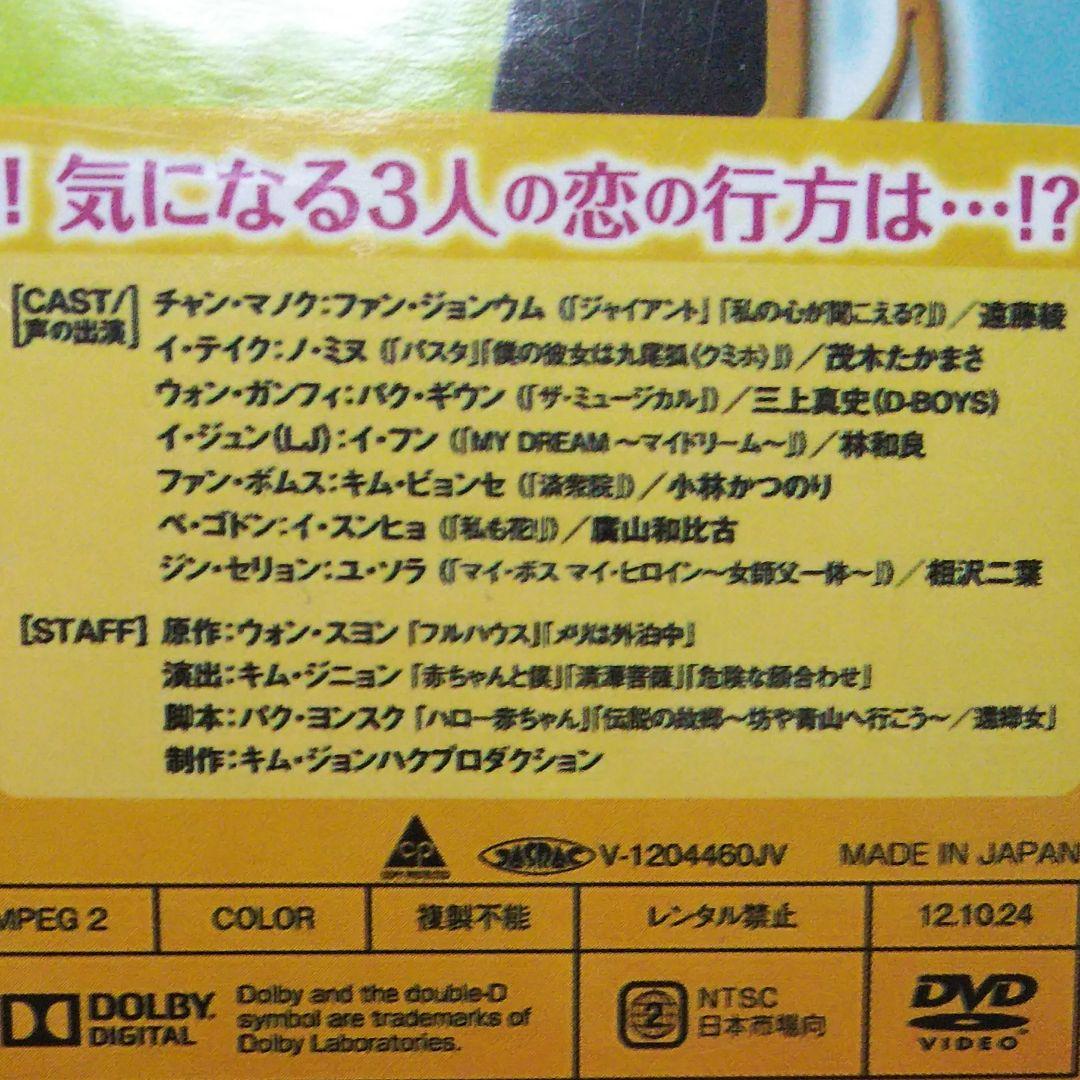 ! 気になる3人の恋の行方は…!?
[CAST/声の出演]
チャン・マノク:ファン・ジョンウム (『ジャイアント』『私の心が聞こえる?』)/遠藤綾
イ・テイク:ノ・ミヌ (『パスタ』『僕の彼女は九尾狐〈クミホ〉』)/茂木たかまさ
ウォン・ガンフィ:パク・ギウン (『ザ・ミュージカル』)/三上真史(D-BOYS)
イ・ジュン(LJ):イ・フン (『MY DREAM ～マイドリーム～』)/林和良
ファン・ボムス:キム・ビョンセ (『済衆院』)/小林かつのり
ペ・ゴドン:イ・スンヒョ (『私も花!』)/廣山和比古
ジン・セリョン:ユ・ソラ (『マイ・ボス マイ・ヒロイン～女師父一体～』)/相沢二葉
[STAFF]
原作:ウォン・スヨン『フルハウス』『メリは外泊中』
演出:キム・ジニョン『赤ちゃんと僕』『清潭菩薩』『危険な顔合わせ』
脚本:パク・ヨンスク『ハロー赤ちゃん』『伝説の故郷～坊や青山へ行こう～/還郷女』
制作:キム・ジョンハクプロダクション
CP
JASRAC V-1204460JV MADE IN JAPAN
MPEG 2 COLOR 複製不能 レンタル禁止 12.10.24
DOLBY DIGITAL
Dolby and the double-D
symbol are trademarks of
Dolby Laboratories.
2 NTSC
日本市場向
DVD
VIDEO